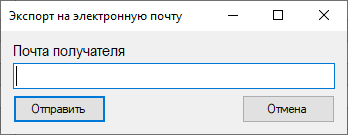 Экспорт на электронную почту
Почта получателя
Отправить
Отмена